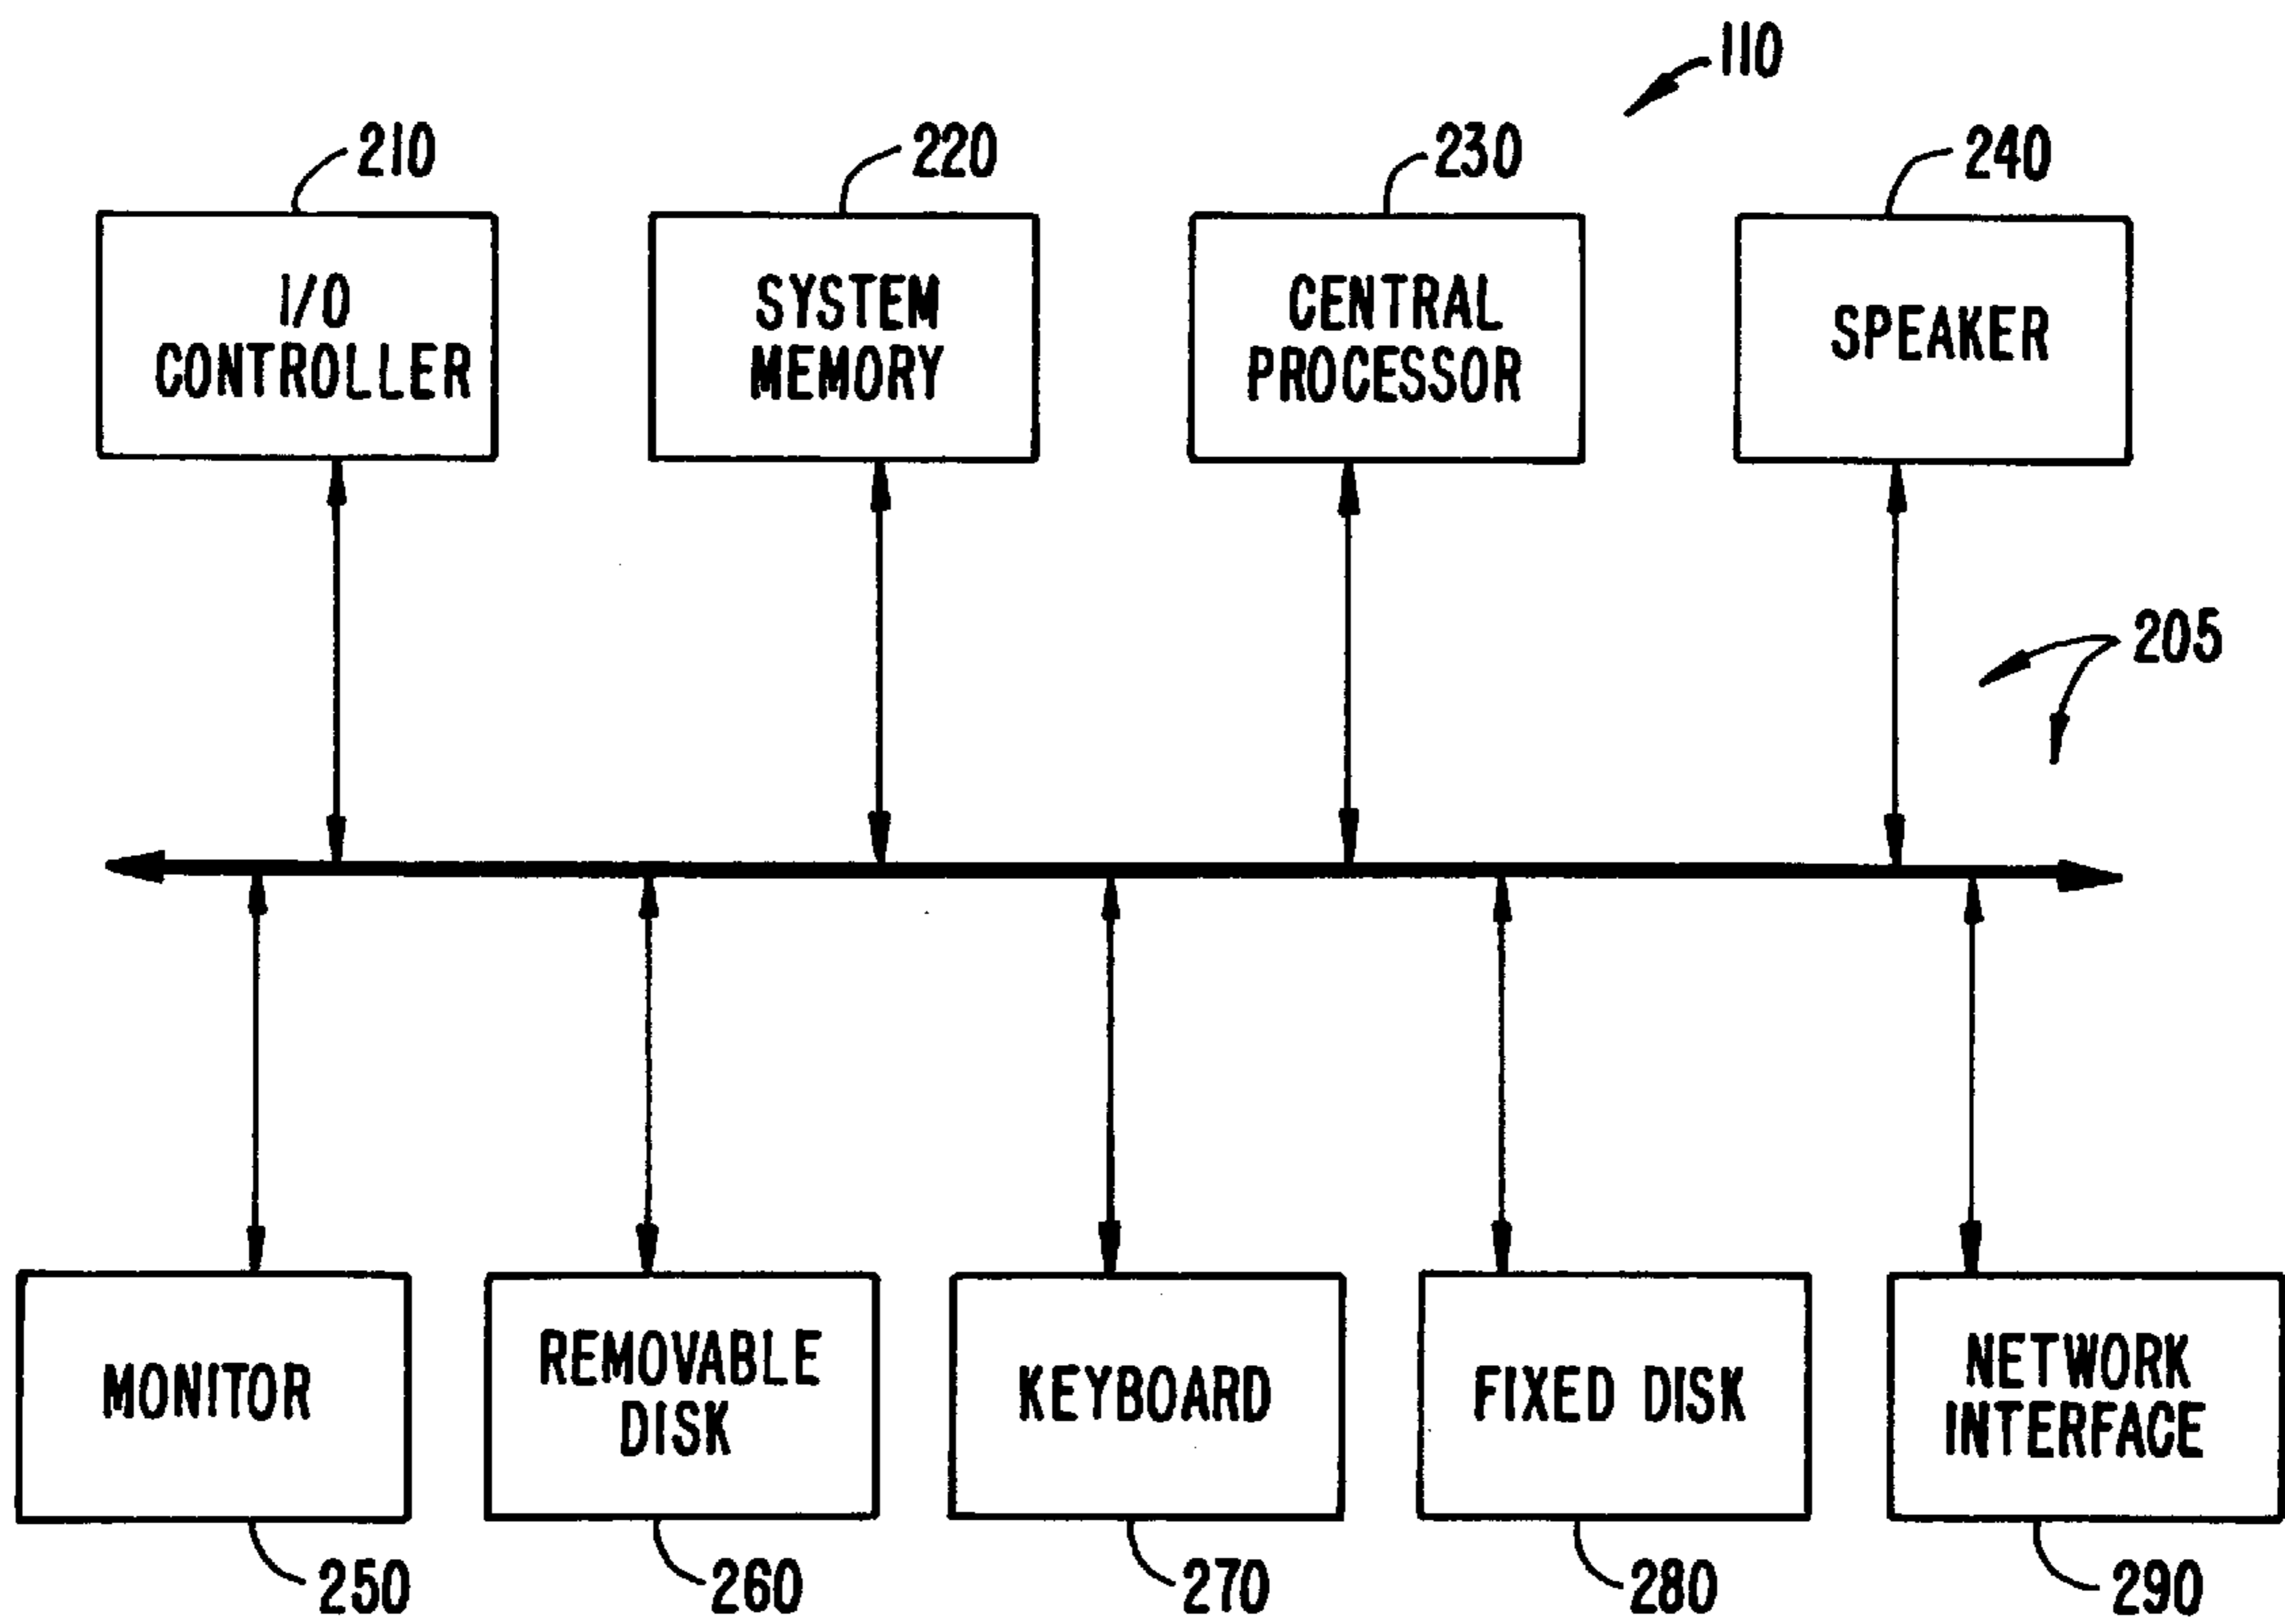 110
210
220
230
240
I/O
CONTROLLER
SYSTEM
MEMORY
CENTRAL
PROCESSOR
SPEAKER
205
MONITOR
REMOVABLE
DISK
KEYBOARD
FIXED DISK
NETWORK
INTERFACE
250
260
270
280
290